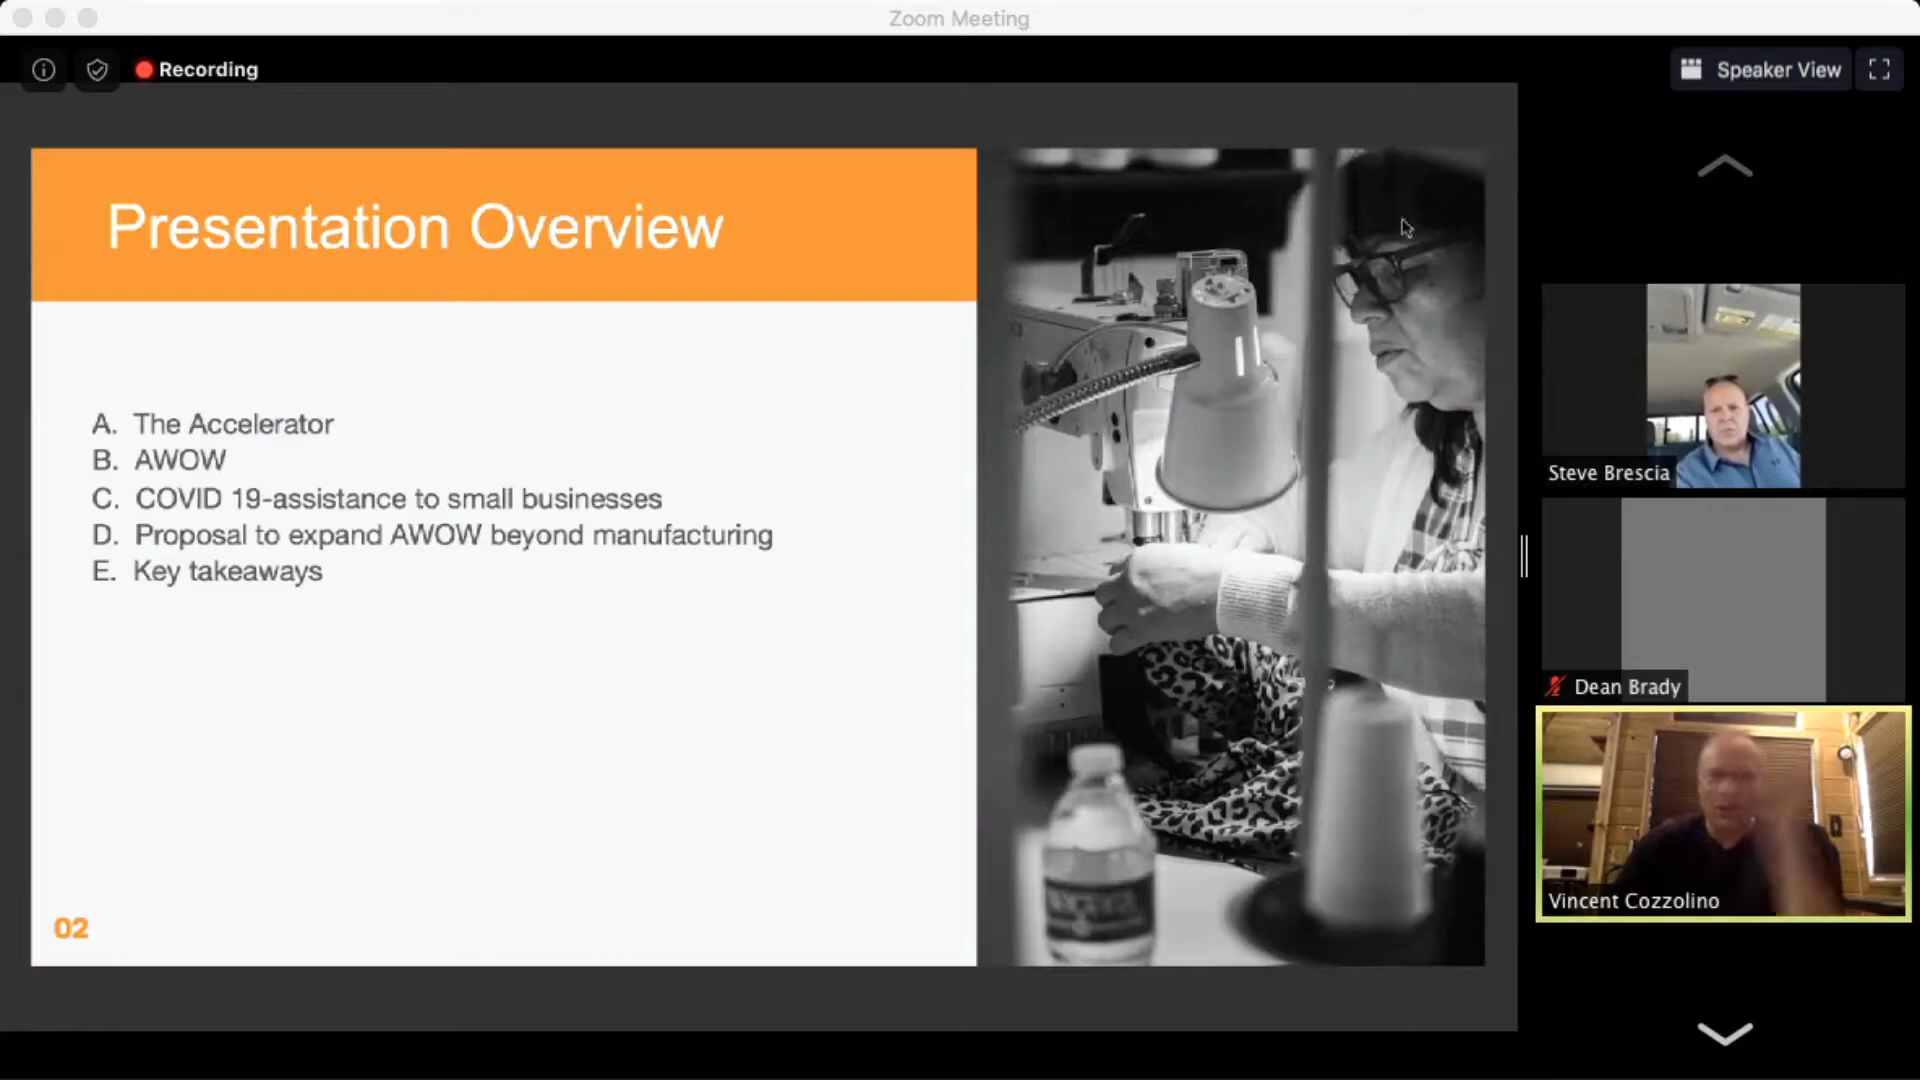 Zoom Meeting
Recording
Speaker View
Presentation Overview
A. The Accelerator
B. AWOW
C. COVID 19-assistance to small businesses
D. Proposal to expand AWOW beyond manufacturing
E. Key takeaways
02
Steve Brescia
Dean Brady
Vincent Cozzolino